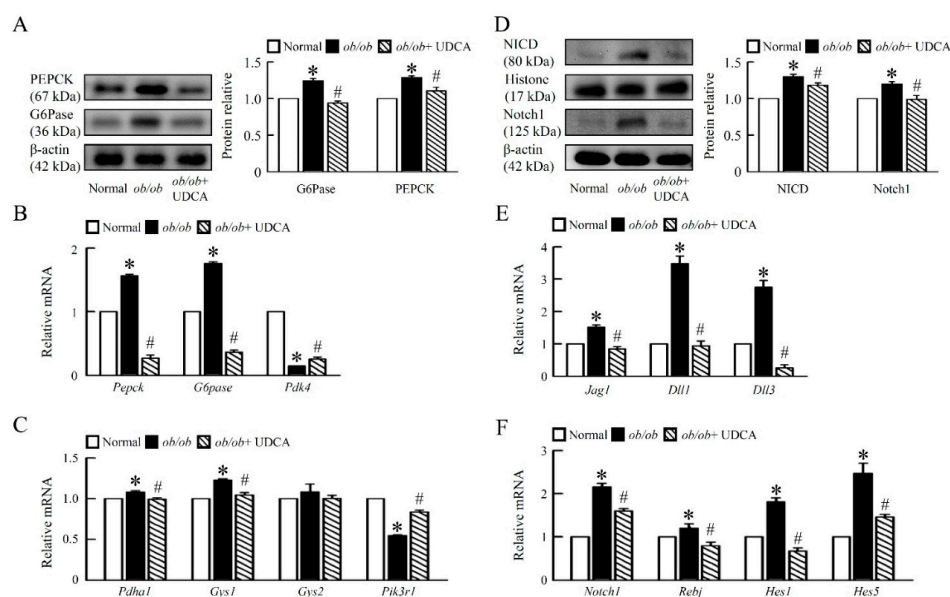 A
Normal ob/ob ob/ob+ UDCA
PEPCK
(67 kDa)
G6Pase
(36 kDa)
β-actin
(42 kDa)
Normal ob/ob ob/ob+
UDCA
Protein relative
1.5
1.0
0.5
0
* # * #
G6Pase PEPCK
D
Normal ob/ob ob/ob+ UDCA
NICD
(80 kDa)
Histone
(17 kDa)
Notch1
(125 kDa)
β-actin
(42 kDa)
Normal ob/ob ob/ob+
UDCA
Protein relative
1.5
1.0
0.5
0
* # * #
NICD Notch1
B
Normal ob/ob ob/ob+ UDCA
Relative mRNA
2
1
0
* # * # * #
Pepck G6pase Pdk4
E
Normal ob/ob ob/ob+ UDCA
Relative mRNA
4
3
2
1
0
* # * # * #
Jag1 Dll1 Dll3
C
Normal ob/ob ob/ob+ UDCA
Relative mRNA
1.5
1.0
0.5
0
* # * # * #
Pdha1 Gys1 Gys2 Pik3r1
F
Normal ob/ob ob/ob+ UDCA
Relative mRNA
3
2
1
0
* # * # * # * #
Notch1 Rebj Hes1 Hes5